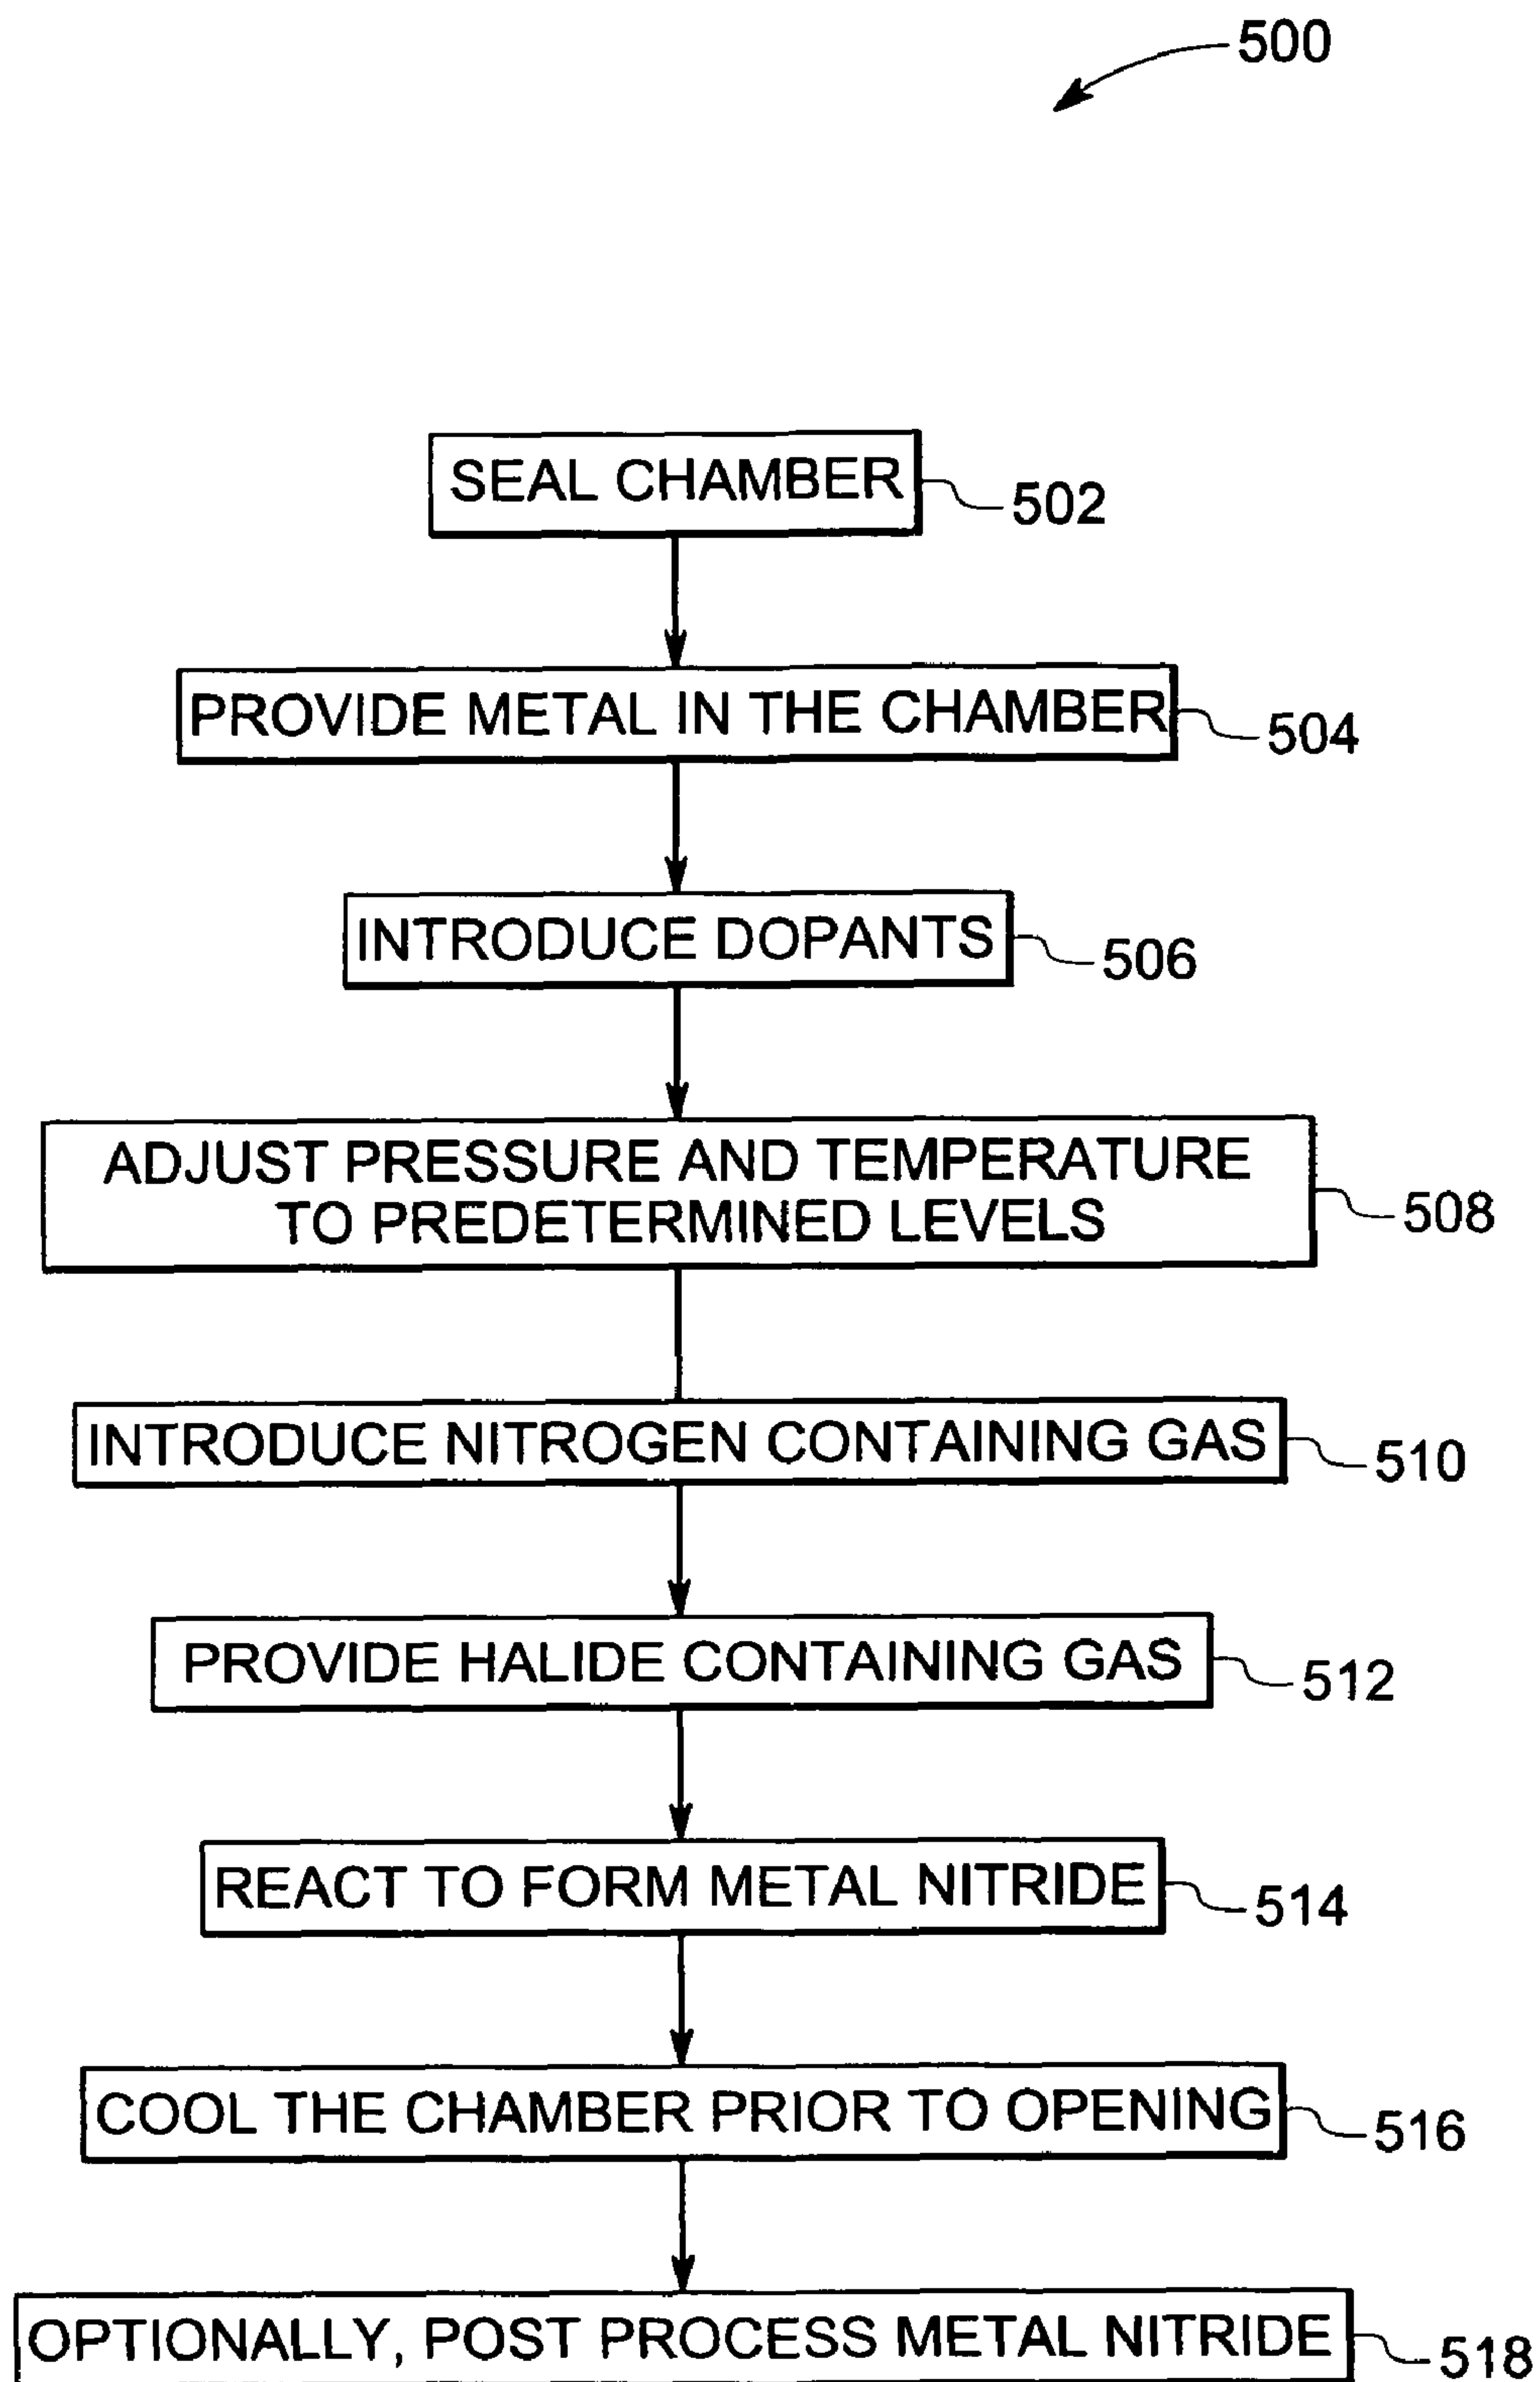 500
SEAL CHAMBER
502
PROVIDE METAL IN THE CHAMBER
504
INTRODUCE DOPANTS
506
ADJUST PRESSURE AND TEMPERATURE
TO PREDETERMINED LEVELS
508
INTRODUCE NITROGEN CONTAINING GAS
510
PROVIDE HALIDE CONTAINING GAS
512
REACT TO FORM METAL NITRIDE
514
COOL THE CHAMBER PRIOR TO OPENING
516
OPTIONALLY, POST PROCESS METAL NITRIDE
518